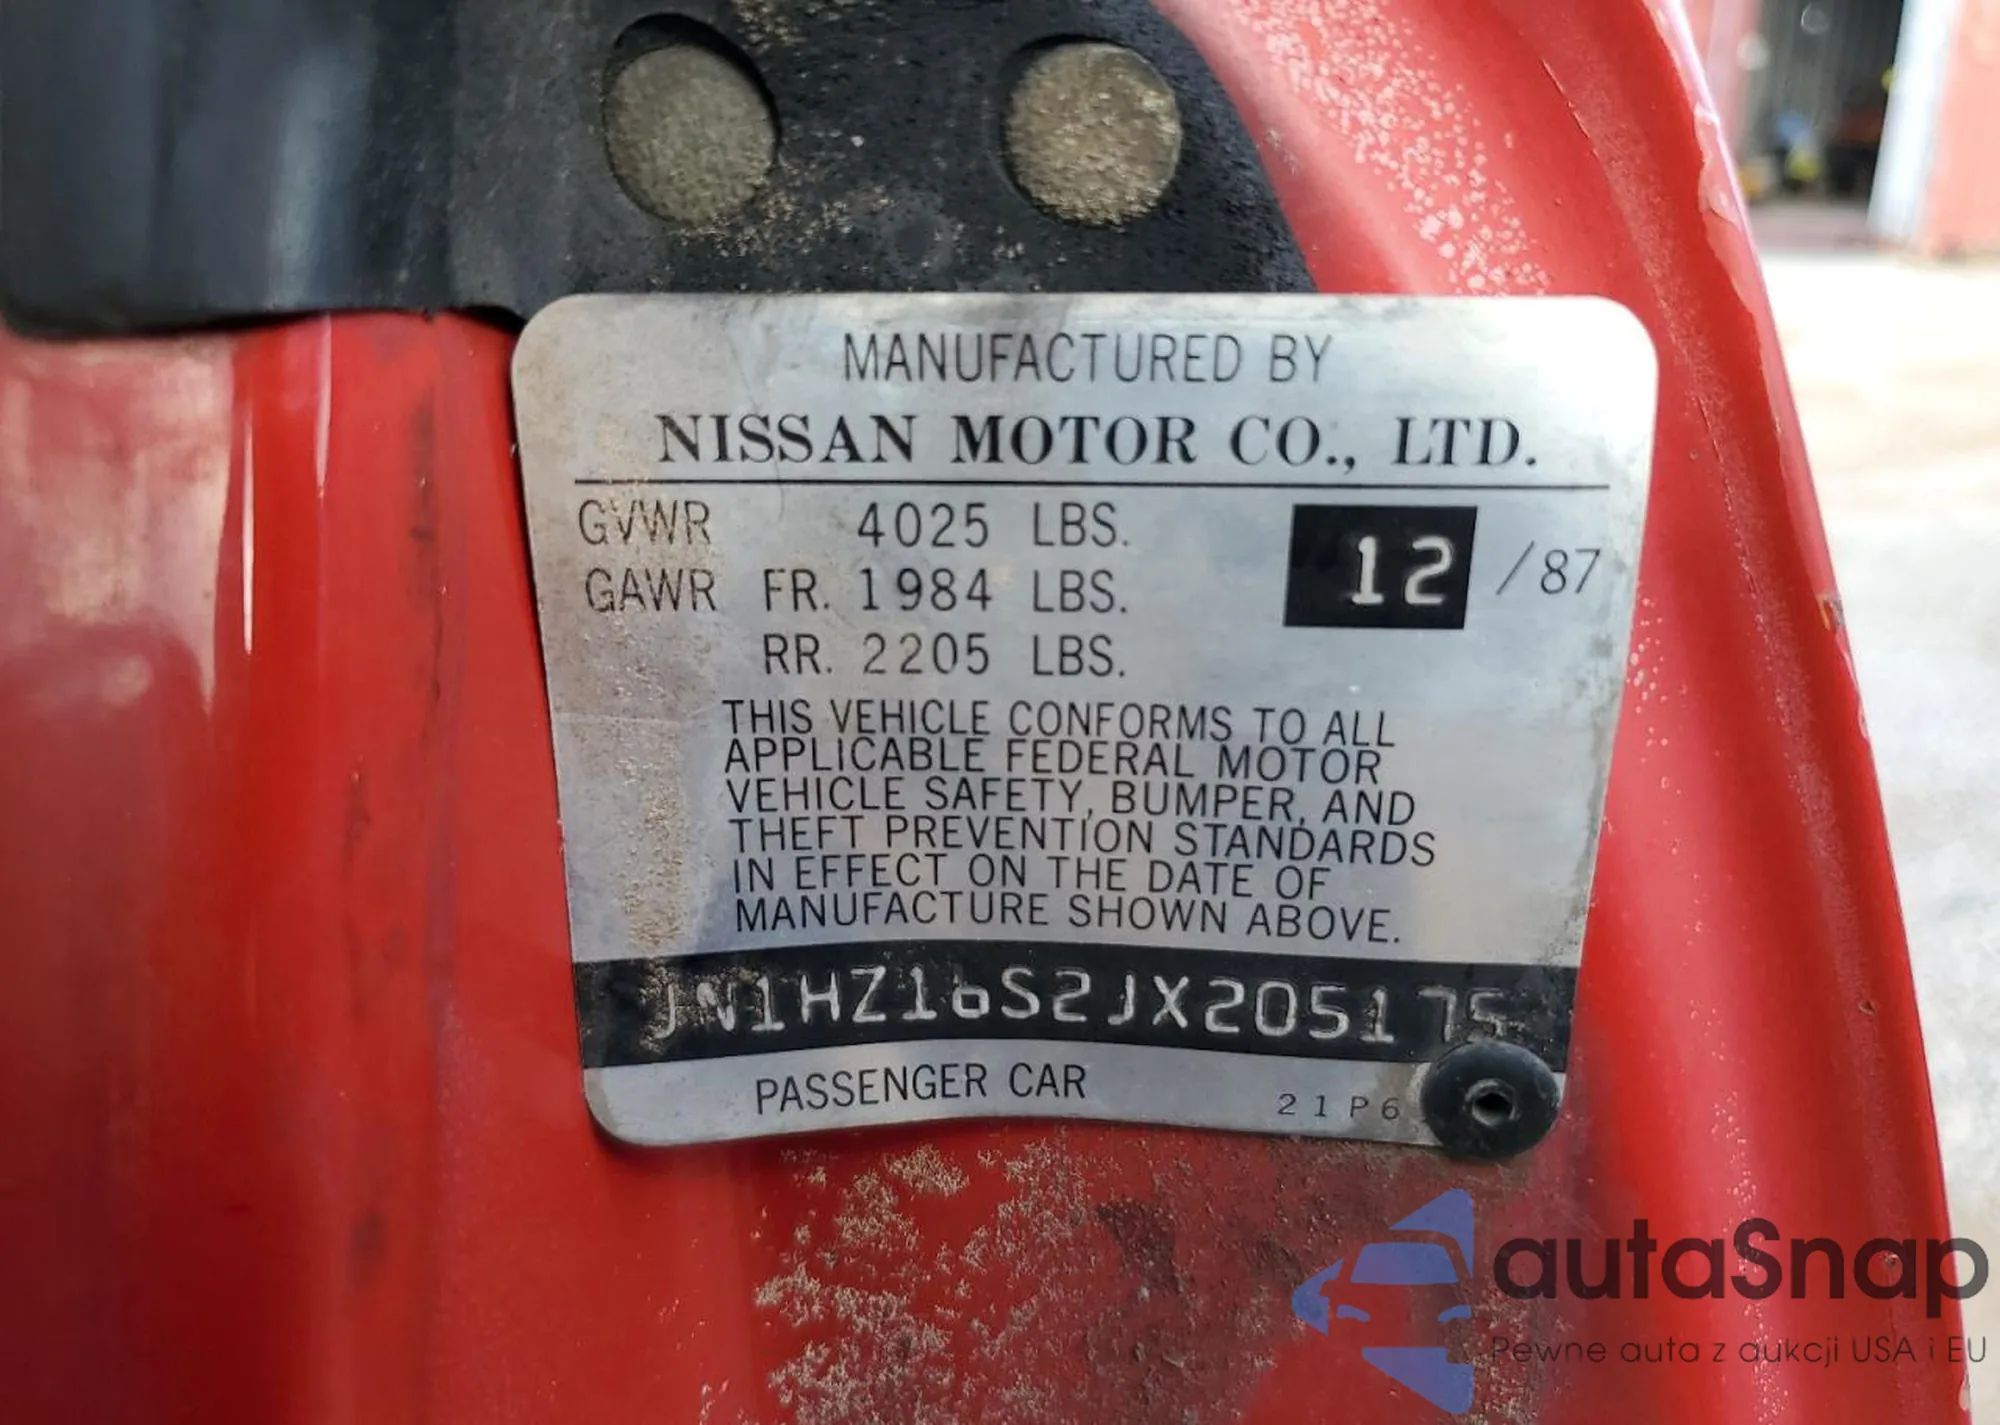 MANUFACTURED BY
NISSAN MOTOR CO., LTD.
GVWR 4025 LBS.
12 /87
GAWR FR. 1984 LBS.
RR. 2205 LBS.
THIS VEHICLE CONFORMS TO ALL
APPLICABLE FEDERAL MOTOR
VEHICLE SAFETY, BUMPER, AND
THEFT PREVENTION STANDARDS
IN EFFECT ON THE DATE OF
MANUFACTURE SHOWN ABOVE.
JN1HZ16S2JX205175
PASSENGER CAR
21P6
autaSnap
Pewne auta z aukcji USA i EU